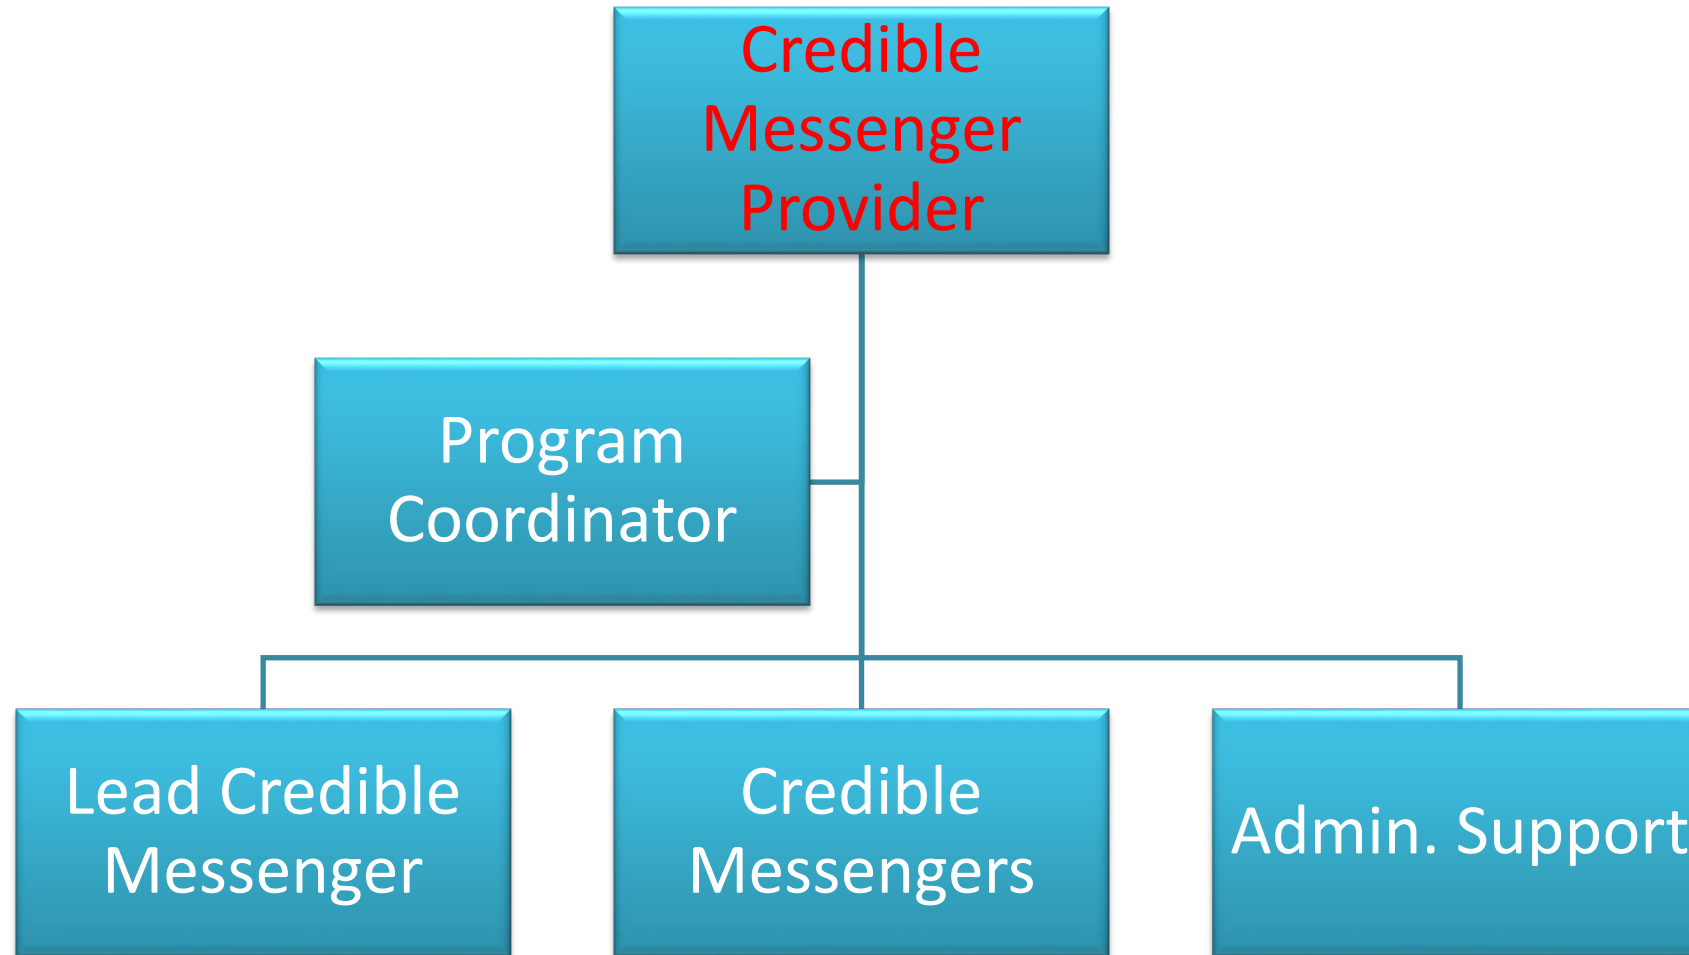 Credible
Messenger
Provider
Program
Coordinator
Lead Credible
Messenger
Credible
Messengers
Admin. Support